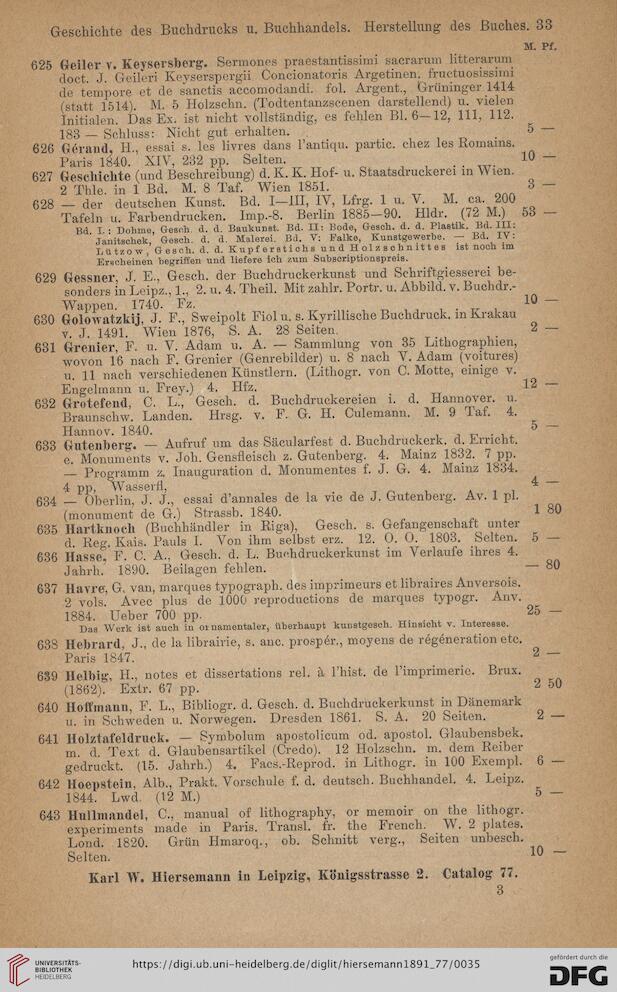 Geschichte des Buchdrucks u. Buchhandels. Herstellung des Buches. 33
M. Pf.
625 Geiler v. Keysersberg. Sermones praestantissimi sacrarum litterarum
doct. J. Geileri Keyserspergii Concionatoris Argetinen. fructuosissimi
de tempore et de sanctis accomodandi. fol. Argent., Grüninger 1414
(statt 1514). M. 5 Holzschn. (Todtentanzscenen darstellend) u. vielen
Initialen. Das Ex. ist nicht vollständig, es fehlen Bl. 6—12, 111, 112.
183 — Schluss: Nicht gut erhalten. 5 —
626 Gérand, H., essai s. les livres dans l'antiqu. partic. chez les Romains.
Paris 1840. XIV, 232 pp. Selten. 10 —
627 Geschichte (und Beschreibung) d. K. K. Hof- u. Staatsdruckerei in Wien.
2 Thle. in 1 Bd. M. 8 Taf. Wien 1851. 3 —
628 — der deutschen Kunst. Bd. I—III, IV, Lfrg. 1 u. V. M. ca. 200
Tafeln u. Farbendrucken. Imp.-8. Berlin 1885—90. Hldr. (72 M.) 53 —
Bd. I.: Dohme, Gesch. d. d. Baukunst. Bd. II: Bode, Gesch. d. d. Plastik. Bd. III:
Janitschek, Gesch. d. d. Malerei. Bd. V: Falke, Kunstgewerbe. — Bd. IV:
Lützow, Gesch. d. d. Kupferstichs und Holzschnittes ist noch im
Erscheinen begriffen und liefere ich zum Subscriptionspreis.
629 Gessner, J. E., Gesch. der Buchdruckerkunst und Schriftgiesserei be-
sonders in Leipz., 1., 2. u. 4. Theil. Mit zahlr. Portr. u. Abbild. v. Buchdr.-
Wappen. 1740. Fz. 10 —
630 Golowatzkij, J. F., Sweipolt Fiol u. s. Kyrillische Buchdruck. in Krakau
v. J. 1491. Wien 1876, S. A. 28 Seiten. 2 —
631 Grenier, F. u. V. Adam u. A. — Sammlung von 35 Lithographien,
wovon 16 nach F. Grenier (Genrebilder) u. 8 nach V. Adam (voitures)
u. 11 nach verschiedenen Künstlern. (Lithogr. von C. Motte, einige v.
Engelmann u. Frey.) 4. Hfz. 12 —
632 Grotefend, C. L., Gesch. d. Buchdruckereien i. d. Hannover. u.
Braunschw. Landen. Hrsg. v. F. G. H. Culemann. M. 9 Taf. 4.
Hannov. 1840. 5 —
633 Gutenberg. — Aufruf um das Säcularfest d. Buchdruckerk. d. Erricht.
e. Monuments v. Joh. Gensfleisch z. Gutenberg. 4. Mainz 1832. 7 pp.
— Programm z. Inauguration d. Monumentes f. J. G. 4. Mainz 1834.
4 pp, Wasserfl. 4 —
634 — Oberlin, J. J., essai d'annales de la vie de J. Gutenberg. Av. 1 pl.
(monument de G.) Strassb. 1840. 1 80
635 Hartknoch (Buchhändler in Riga), Gesch. s. Gefangenschaft unter
d. Reg. Kais. Pauls I. Von ihm selbst erz. 12. O. O. 1803. Selten. 5 —
636 Hasse, F. C. A., Gesch. d. L. Buchdruckerkunst im Verlaufe ihres 4.
Jahrh. 1890. Beilagen fehlen. — 80
637 Havre, G. van, marques typograph. des imprimeurs et libraires Anversois.
2 vols. Avec plus de 1000 reproductions de marques typogr. Anv.
1884. Ueber 700 pp. 25 —
Das Werk ist auch in ornamentaler, überhaupt kunstgesch. Hinsicht v. Interesse.
638 Hebrard, J., de la librairie, s. anc. prospér., moyens de régéneration etc.
Paris 1847. 2 —
639 Helbig, H., notes et dissertations rel. à l'hist. de l'imprimerie. Brux.
(1862). Extr. 67 pp. 2 50
640 Hoffmann, F. L., Bibliogr. d. Gesch. d. Buchdruckerkunst in Dänemark
u. in Schweden u. Norwegen. Dresden 1861. S. A. 20 Seiten. 2 —
641 Holztafeldruck. — Symbolum apostolicum od. apostol. Glaubensbek.
m. d. Text d. Glaubensartikel (Credo). 12 Holzschn. m. dem Reiber
gedruckt. (15. Jahrh.) 4. Facs.-Reprod. in Lithogr. in 100 Exempl. 6 —
642 Hoepstein, Alb., Prakt. Vorschule f. d. deutsch. Buchhandel. 4. Leipz.
1844. Lwd. (12 M.) 5 —
643 Hullmandel, C., manual of lithography, or memoir on the lithogr.
experiments made in Paris. Transl. fr. the French. W. 2 plates.
Lond. 1820. Grün Hmaroq., ob. Schnitt verg., Seiten unbesch.
Selten. 10 —
Karl W. Hiersemann in Leipzig, Königsstrasse 2. Catalog 77.
3
UNIVERSITÄTS-
BIBLIOTHEK
HEIDELBERG
https://digi.ub.uni-heidelberg.de/diglit/hiersemann1891_77/0035
gefördert durch die
DFG